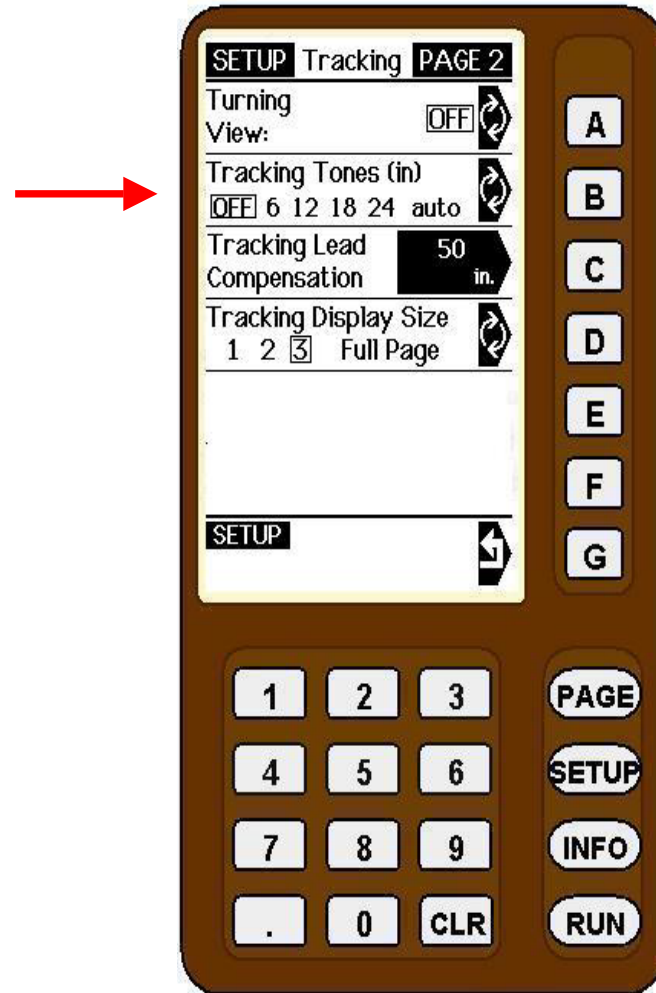 SETUP Tracking PAGE 2
Turning
View: OFF
A
Tracking Tones (in)
OFF 6 12 18 24 auto
B
Tracking Lead 50
Compensation in.
C
Tracking Display Size
1 2 3 Full Page
D
E
F
SETUP
G
1 2 3 PAGE
4 5 6 SETUP
7 8 9 INFO
. 0 CLR RUN